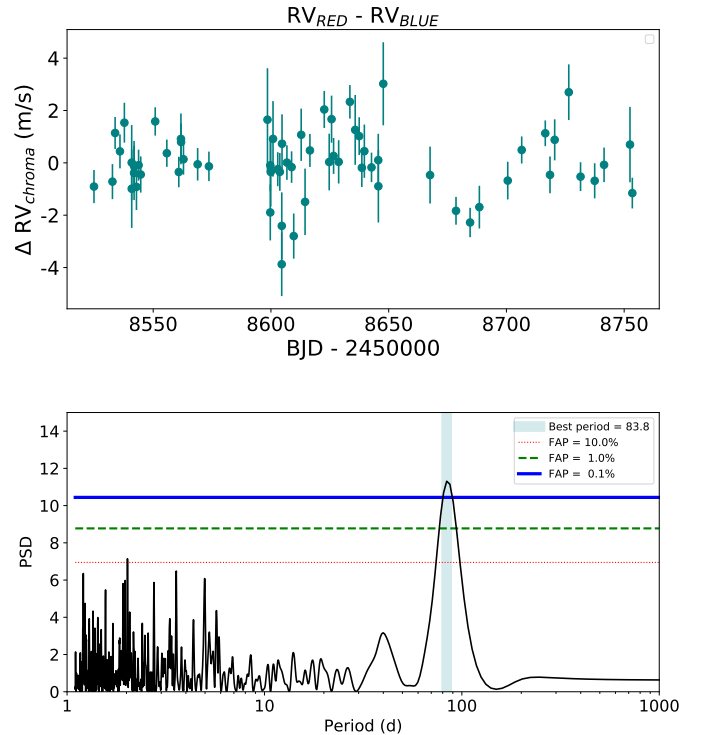 RV_RED - RV_BLUE
4
2
0
-2
-4
Δ RV_chroma (m/s)
8550 8600 8650 8700 8750
BJD - 2450000
14
12
10
8
6
4
2
0
PSD
Best period = 83.8
FAP = 10.0%
FAP = 1.0%
FAP = 0.1%
1 10 100 1000
Period (d)